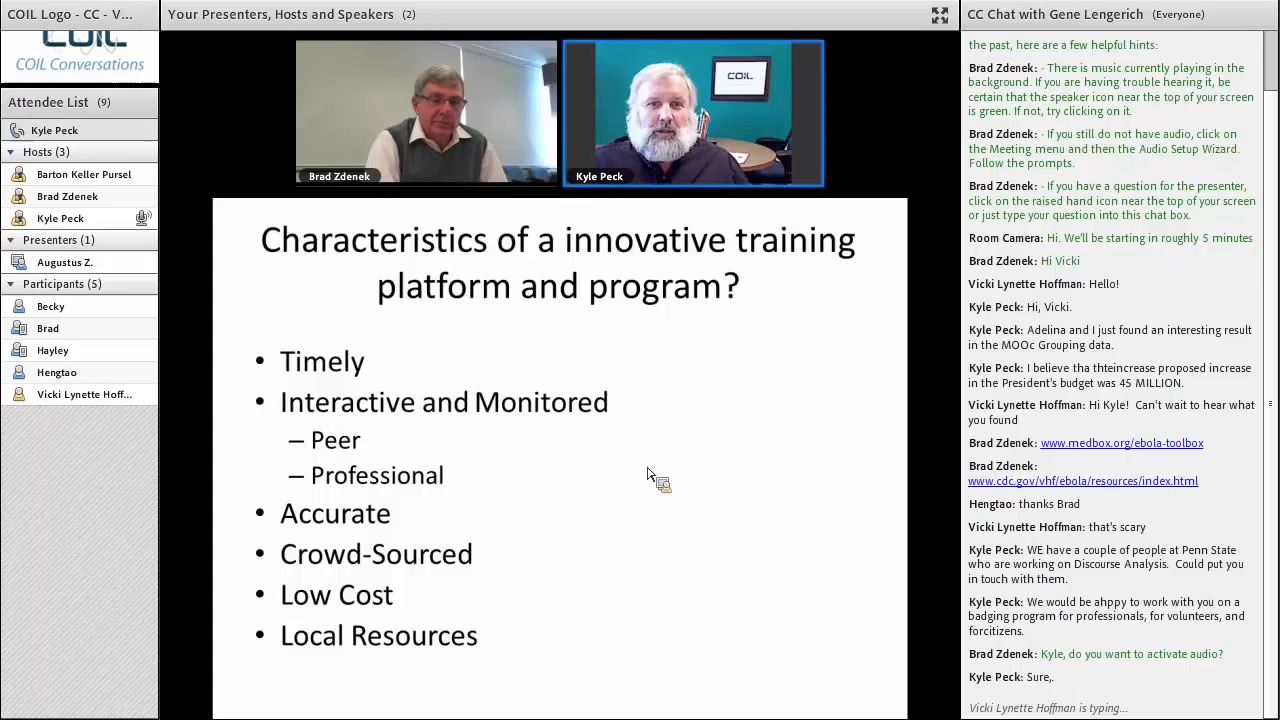 COIL Logo - CC - V...
COIL
COIL Conversations
Attendee List (9)
Kyle Peck
Hosts (3)
Barton Keller Pursel
Brad Zdenek
Kyle Peck
Presenters (1)
Augustus Z.
Participants (5)
Becky
Brad
Hayley
Hengtao
Vicki Lynette Hoff...
Your Presenters, Hosts and Speakers (2)
COIL
Brad Zdenek
Kyle Peck
Characteristics of a innovative training
platform and program?
• Timely
• Interactive and Monitored
– Peer
– Professional
• Accurate
• Crowd-Sourced
• Low Cost
• Local Resources
CC Chat with Gene Lengerich (Everyone)
the past, here are a few helpful hints:
Brad Zdenek: · There is music currently playing in the
background. If you are having trouble hearing it, be
certain that the speaker icon near the top of your screen
is green. If not, try clicking on it.
Brad Zdenek: · If you still do not have audio, click on
the Meeting menu and then the Audio Setup Wizard.
Follow the prompts.
Brad Zdenek: · If you have a question for the presenter,
click on the raised hand icon near the top of your screen
or just type your question into this chat box.
Room Camera: Hi. We'll be starting in roughly 5 minutes
Brad Zdenek: Hi Vicki
Vicki Lynette Hoffman: Hello!
Kyle Peck: Hi, Vicki.
Kyle Peck: Adelina and I just found an interesting result
in the MOOc Grouping data.
Kyle Peck: I believe tha thteincrease proposed increase
in the President's budget was 45 MILLION.
Vicki Lynette Hoffman: Hi Kyle! Can't wait to hear what
you found
Brad Zdenek: www.medbox.org/ebola-toolbox
Brad Zdenek:
www.cdc.gov/vhf/ebola/resources/index.html
Hengtao: thanks Brad
Vicki Lynette Hoffman: that's scary
Kyle Peck: WE have a couple of people at Penn State
who are working on Discourse Analysis. Could put you
in touch with them.
Kyle Peck: We would be ahppy to work with you on a
badging program for professionals, for volunteers, and
forcitizens.
Brad Zdenek: Kyle, do you want to activate audio?
Kyle Peck: Sure,.
Vicki Lynette Hoffman is typing...